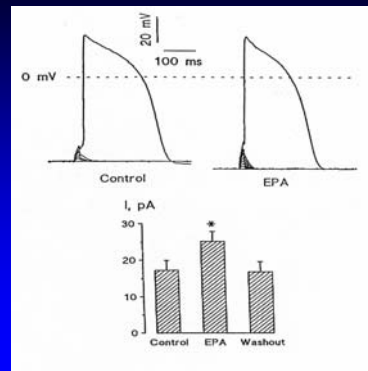 20 mV
100 ms
0 mV
Control
EPA
I, pA
*
30
20
10
0
Control EPA Washout